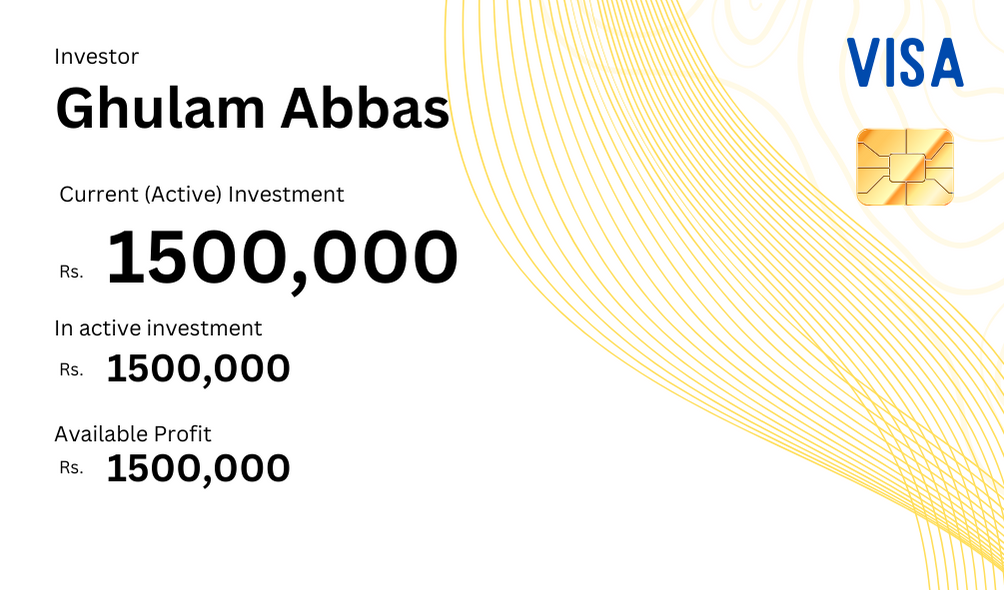 Investor
VISA
Ghulam Abbas
Current (Active) Investment
Rs. 1500,000
In active investment
Rs. 1500,000
Available Profit
Rs. 1500,000